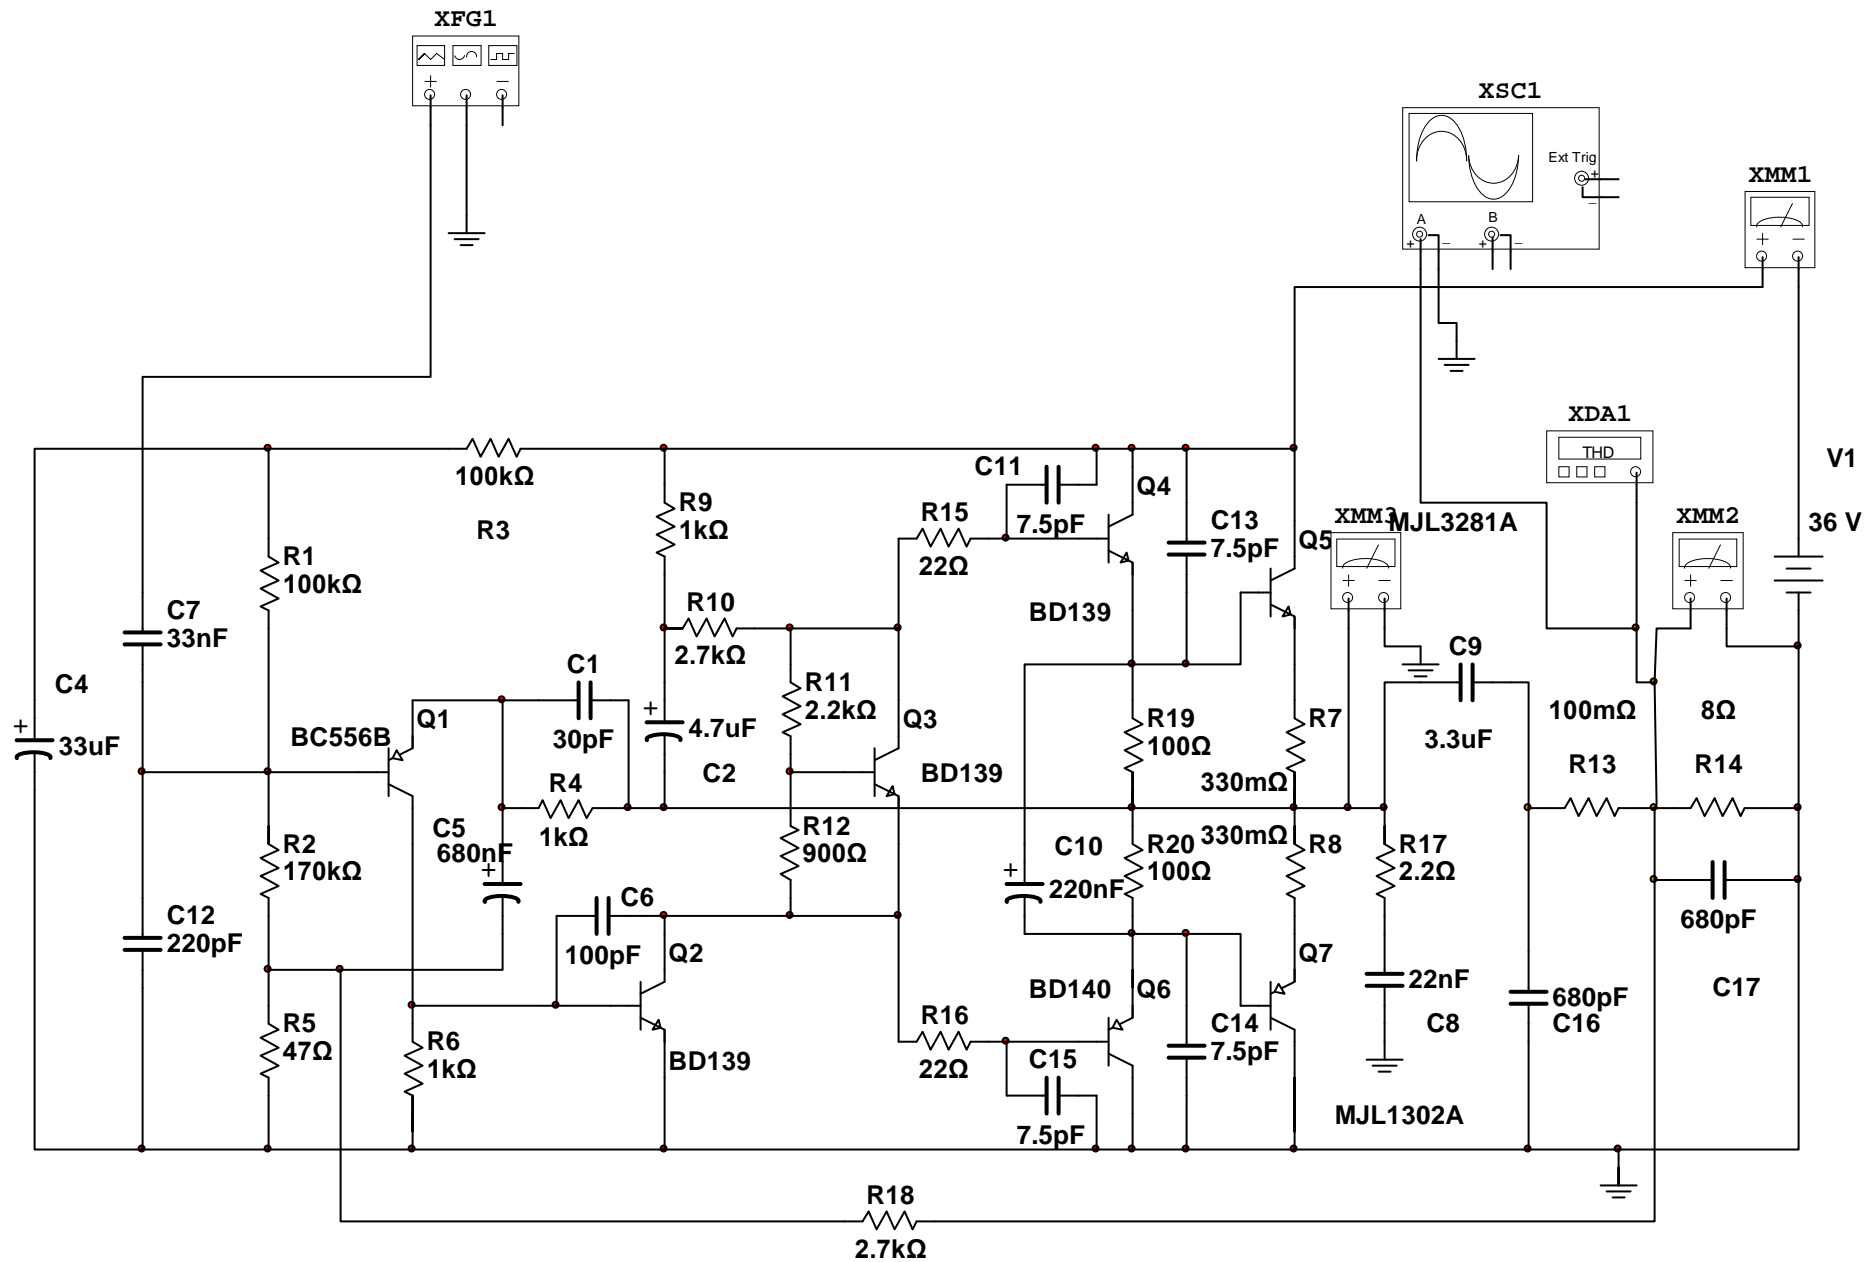 XFG1
+
−
XSC1
Ext Trig
+
−
A
B
+
−
+
−
XMM1
+
−
XDA1
THD
V1
36 V
100kΩ
R3
R9
1kΩ
C11
7.5pF
Q4
R15
22Ω
C13
7.5pF
MJL3281A
Q5
XMM3
+
−
XMM2
+
−
R1
100kΩ
C7
33nF
BD139
R10
2.7kΩ
C4
+
33uF
C1
30pF
Q1
BC556B
+
4.7uF
C2
R11
2.2kΩ
Q3
BD139
R19
100Ω
R7
330mΩ
C9
3.3uF
100mΩ
R13
8Ω
R14
R4
1kΩ
C5
680nF
+
R2
170kΩ
R12
900Ω
C10
+
220nF
R20
100Ω
330mΩ
R8
R17
2.2Ω
C12
220pF
C6
100pF
Q2
680pF
C17
BD140
Q6
Q7
22nF
C8
680pF
C16
R5
47Ω
R6
1kΩ
BD139
R16
22Ω
C15
7.5pF
C14
7.5pF
MJL1302A
R18
2.7kΩ